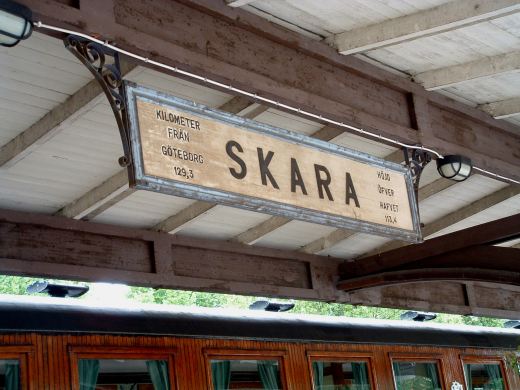 KILOMETER
FRÅN
GÖTEBORG
129,3
SKARA
HÖJD
ÖFVER
HAFVET
113,4